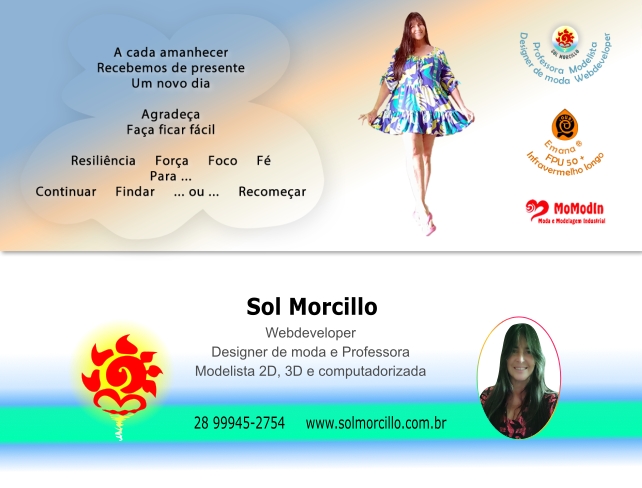 A cada amanhecer
Recebemos de presente
Um novo dia
Agradeça
Faça ficar fácil
Resiliência Força Foco Fé
Para ...
Continuar Findar ... ou ... Recomeçar
SOL MORCILLO
Professora Modelista
Designer de moda Webdeveloper
Emana ®
FPU 50 +
Infravermelho longo
MoModIn
Moda e Modelagem Industrial
Sol Morcillo
Webdeveloper
Designer de moda e Professora
Modelista 2D, 3D e computadorizada
28 99945-2754 www.solmorcillo.com.br